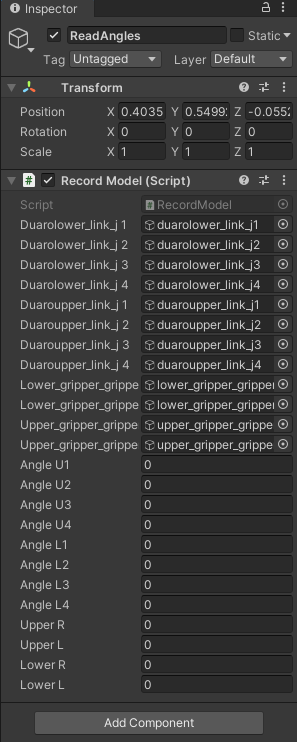 Inspector
ReadAngles Static
Tag Untagged Layer Default
Transform
Position X 0.4035 Y 0.5499 Z -0.055
Rotation X 0 Y 0 Z 0
Scale X 1 Y 1 Z 1
# Record Model (Script)
Script # RecordModel
Duarolower_link_j 1 duarolower_link_j1
Duarolower_link_j 2 duarolower_link_j2
Duarolower_link_j 3 duarolower_link_j3
Duarolower_link_j 4 duarolower_link_j4
Duaroupper_link_j 1 duaroupper_link_j1
Duaroupper_link_j 2 duaroupper_link_j2
Duaroupper_link_j 3 duaroupper_link_j3
Duaroupper_link_j 4 duaroupper_link_j4
Lower_gripper_grippe lower_gripper_gripper
Lower_gripper_grippe lower_gripper_gripper
Upper_gripper_grippe upper_gripper_grippe
Upper_gripper_grippe upper_gripper_grippe
Angle U1 0
Angle U2 0
Angle U3 0
Angle U4 0
Angle L1 0
Angle L2 0
Angle L3 0
Angle L4 0
Upper R 0
Upper L 0
Lower R 0
Lower L 0
Add Component